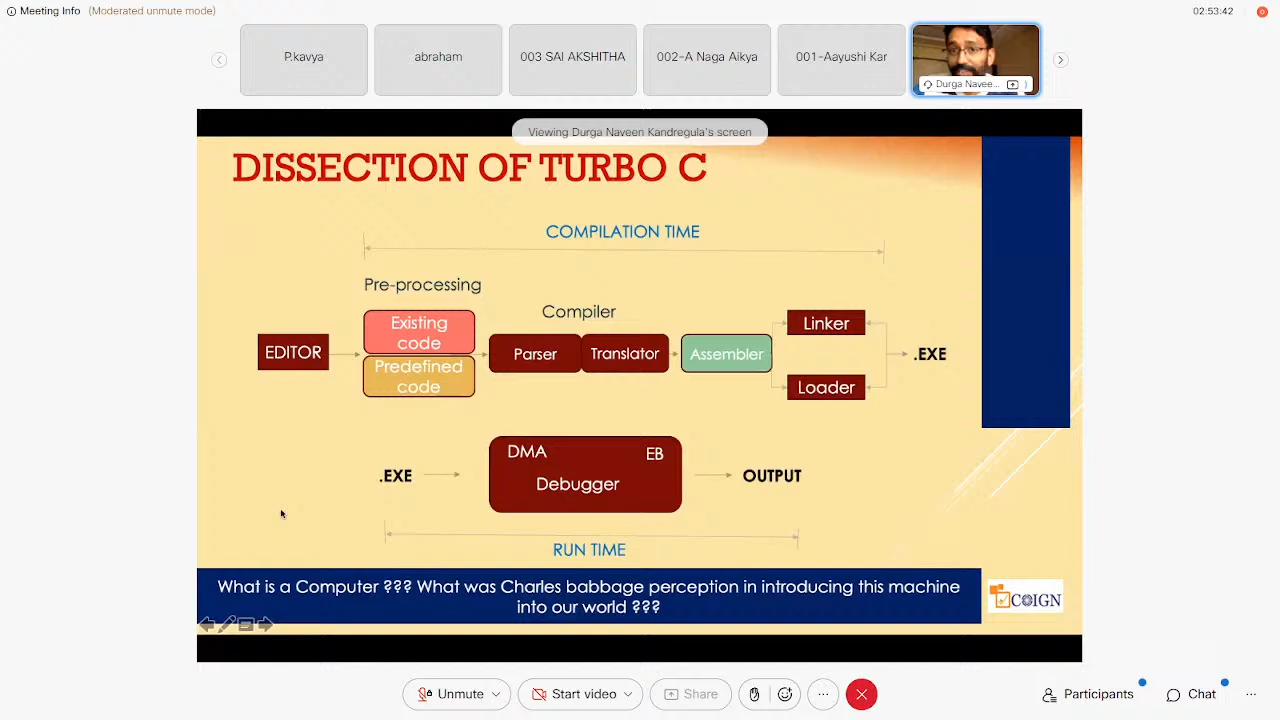 Meeting Info (Moderated unmute mode)
02:53:42
P.kavya
abraham
003 SAI AKSHITHA
002-A Naga Aikya
001-Aayushi Kar
Durga Navee...
Viewing Durga Naveen Kandregula's screen
DISSECTION OF TURBO C
COMPILATION TIME
Pre-processing
Compiler
EDITOR
Existing
code
Predefined
code
Parser
Translator
Assembler
Linker
Loader
.EXE
.EXE
DMA
EB
Debugger
OUTPUT
RUN TIME
What is a Computer ??? What was Charles babbage perception in introducing this machine
into our world ???
COIGN
Unmute
Start video
Share
Participants
Chat